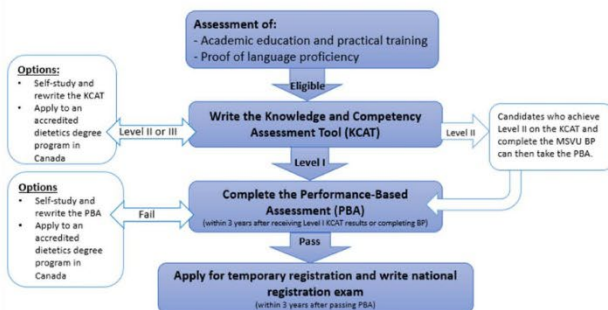 Assessment of:
- Academic education and practical training
- Proof of language proficiency
Eligible
Options:
• Self-study and
rewrite the KCAT
• Apply to an
accredited
dietetics degree
program in
Canada
Level II or III
Write the Knowledge and Competency
Assessment Tool (KCAT)
Level II
Candidates who achieve
Level II on the KCAT and
complete the MSVU BP
can then take the PBA.
Level I
Options
• Self-study and
rewrite the PBA
• Apply to an
accredited
dietetics degree
program in
Canada
Fail
Complete the Performance-Based
Assessment (PBA)
(within 3 years after receiving Level I KCAT results or completing BP)
Pass
Apply for temporary registration and write national
registration exam
(within 3 years after passing PBA)